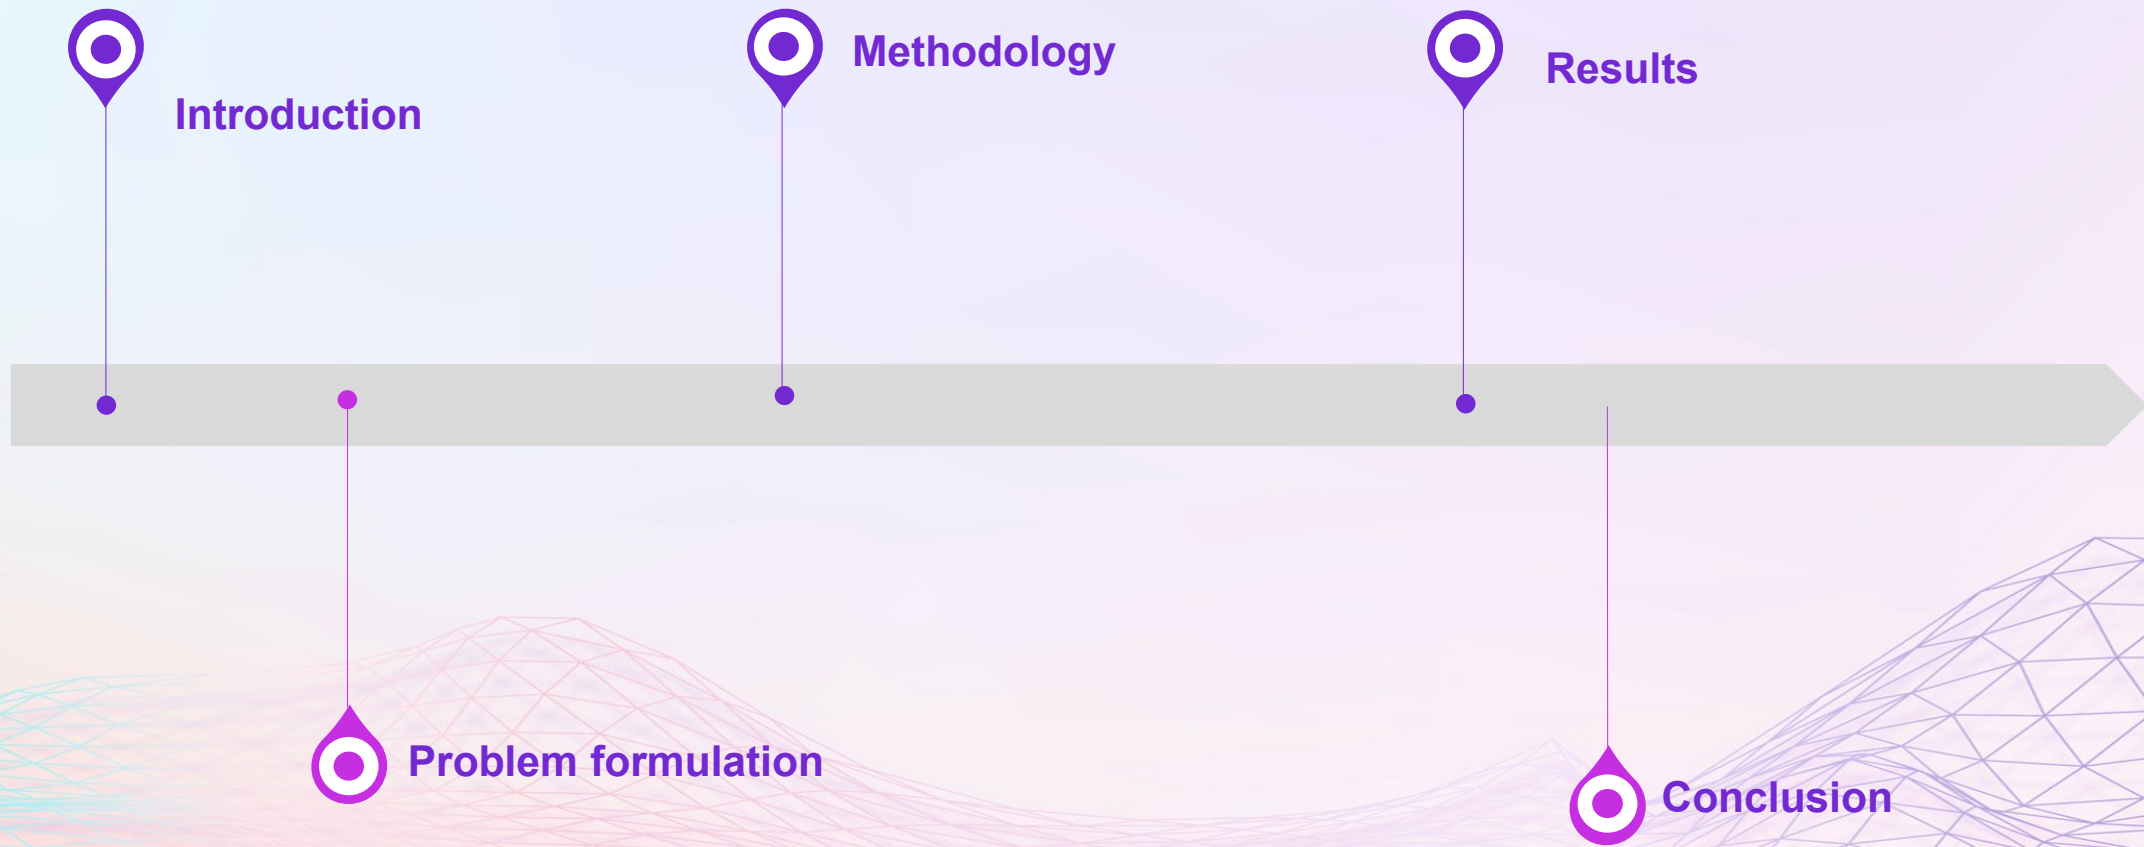 Introduction
Problem formulation
Methodology
Results
Conclusion